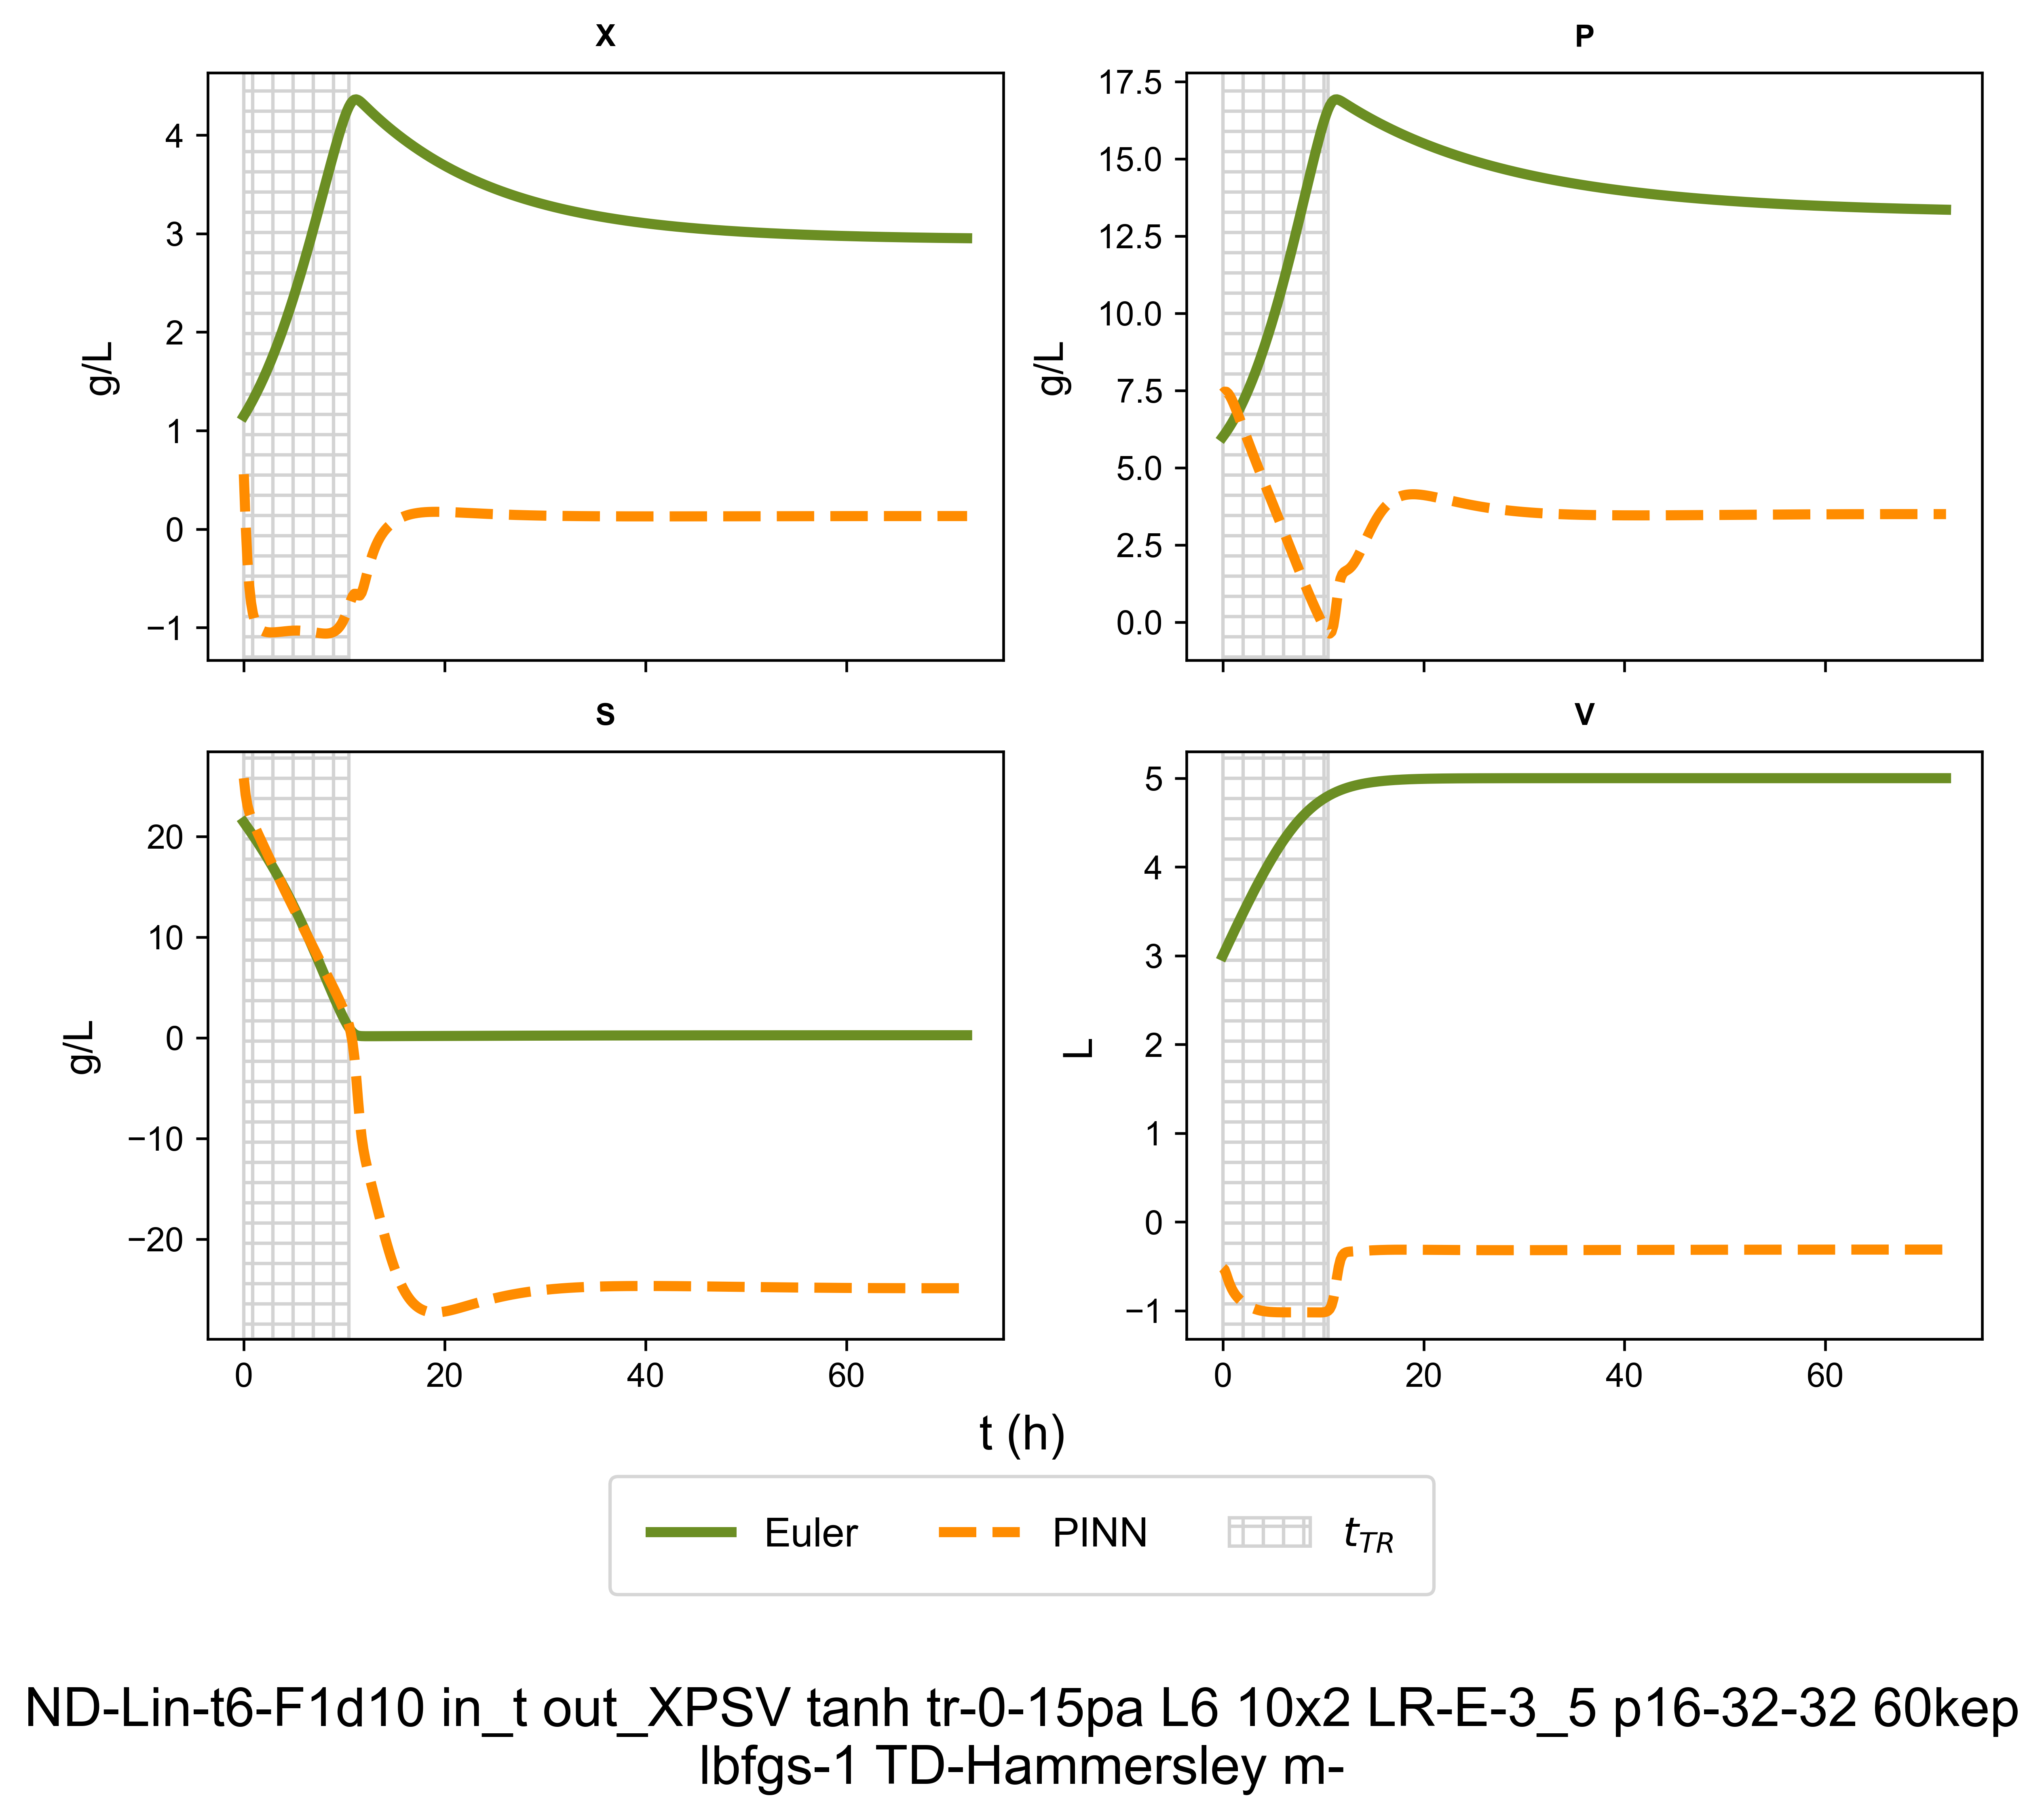 X
P
4
3
2
1
0
−1
g/L
17.5
15.0
12.5
10.0
7.5
5.0
2.5
0.0
g/L
S
V
20
10
0
−10
−20
g/L
0
20
40
60
5
4
3
2
1
0
−1
L
0
20
40
60
t (h)
Euler
PINN
t_{TR}
ND-Lin-t6-F1d10 in_t out_XPSV tanh tr-0-15pa L6 10x2 LR-E-3_5 p16-32-32 60kep
lbfgs-1 TD-Hammersley m-